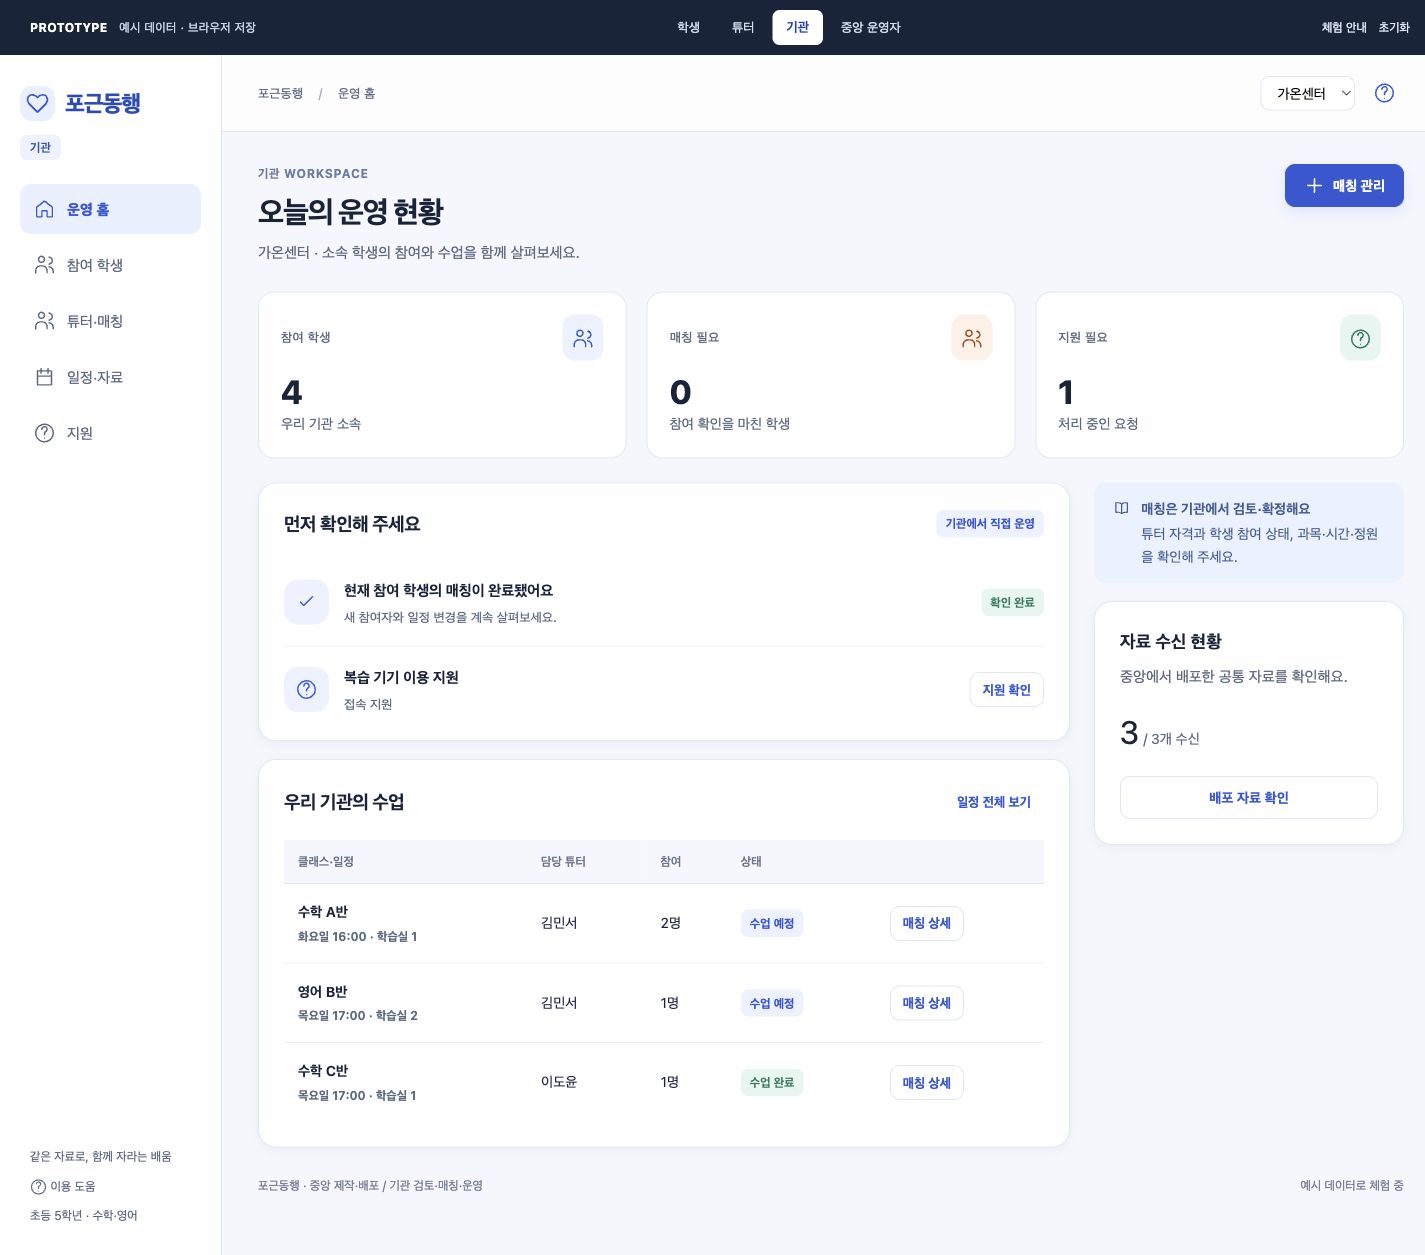 PROTOTYPE 예시 데이터 · 브라우저 저장
학생 튜터 기관 중앙 운영자
체험 안내 초기화
포근동행
기관
운영 홈
참여 학생
튜터·매칭
일정·자료
지원
같은 자료로, 함께 자라는 배움
이용 도움
초등 5학년 · 수학·영어
포근동행 / 운영 홈
가온센터
기관 WORKSPACE
오늘의 운영 현황
가온센터 · 소속 학생의 참여와 수업을 함께 살펴보세요.
매칭 관리
참여 학생
4
우리 기관 소속
매칭 필요
0
참여 확인을 마친 학생
지원 필요
1
처리 중인 요청
먼저 확인해 주세요
기관에서 직접 운영
현재 참여 학생의 매칭이 완료됐어요
새 참여자와 일정 변경을 계속 살펴보세요.
확인 완료
복습 기기 이용 지원
접속 지원
지원 확인
매칭은 기관에서 검토·확정해요
튜터 자격과 학생 참여 상태, 과목·시간·정원
을 확인해 주세요.
자료 수신 현황
중앙에서 배포한 공통 자료를 확인해요.
3 / 3개 수신
배포 자료 확인
우리 기관의 수업
일정 전체 보기
클래스·일정 담당 튜터 참여 상태
수학 A반
화요일 16:00 · 학습실 1
김민서 2명 수업 예정 매칭 상세
영어 B반
목요일 17:00 · 학습실 2
김민서 1명 수업 예정 매칭 상세
수학 C반
목요일 17:00 · 학습실 1
이도윤 1명 수업 완료 매칭 상세
포근동행 · 중앙 제작·배포 / 기관 검토·매칭·운영
예시 데이터로 체험 중